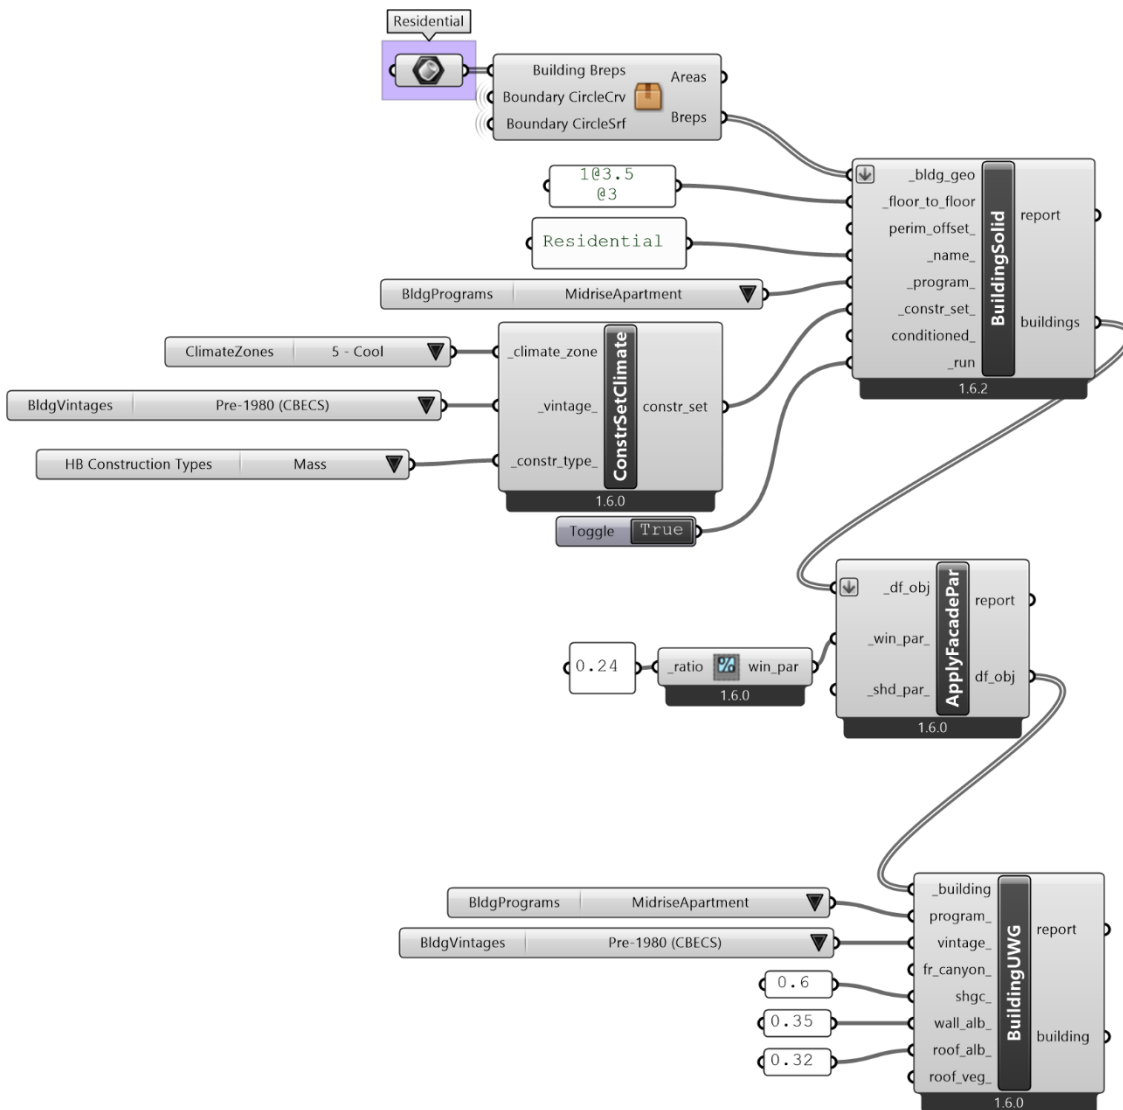 Residential
Building Breps
Boundary CircleCrv
Boundary CircleSrf
Areas
Breps
1@3.5
@3
Residential
BldgPrograms MidriseApartment
_bldg_geo
_floor_to_floor
perim_offset_
_name_
_program_
_constr_set_
conditioned_
_run
BuildingSolid
report
buildings
1.6.2
ClimateZones 5 - Cool
BldgVintages Pre-1980 (CBECS)
HB Construction Types Mass
_climate_zone
_vintage_
_constr_type_
ConstrSetClimate
constr_set
1.6.0
Toggle True
_df_obj
_win_par_
_shd_par_
ApplyFacadePar
report
df_obj
1.6.0
0.24
_ratio win_par
1.6.0
BldgPrograms MidriseApartment
BldgVintages Pre-1980 (CBECS)
0.6
0.35
0.32
_building
program_
vintage_
fr_canyon_
shgc_
wall_alb_
roof_alb_
roof_veg_
BuildingUWG
report
building
1.6.0